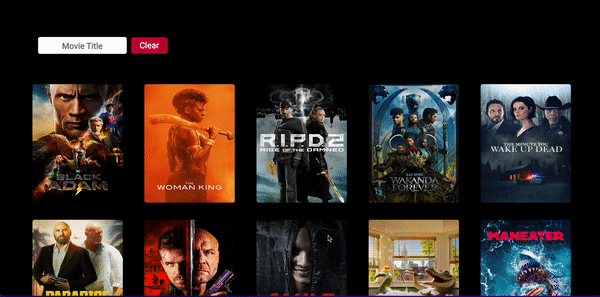 Movie Title
Clear
BLACK
ADAM
THE
WOMAN KING
R.I.P.D.2
RISE OF THE DAMNED
WAKANDA
FOREVER
THE MINUTE YOU
WAKE UP DEAD
MANEATER